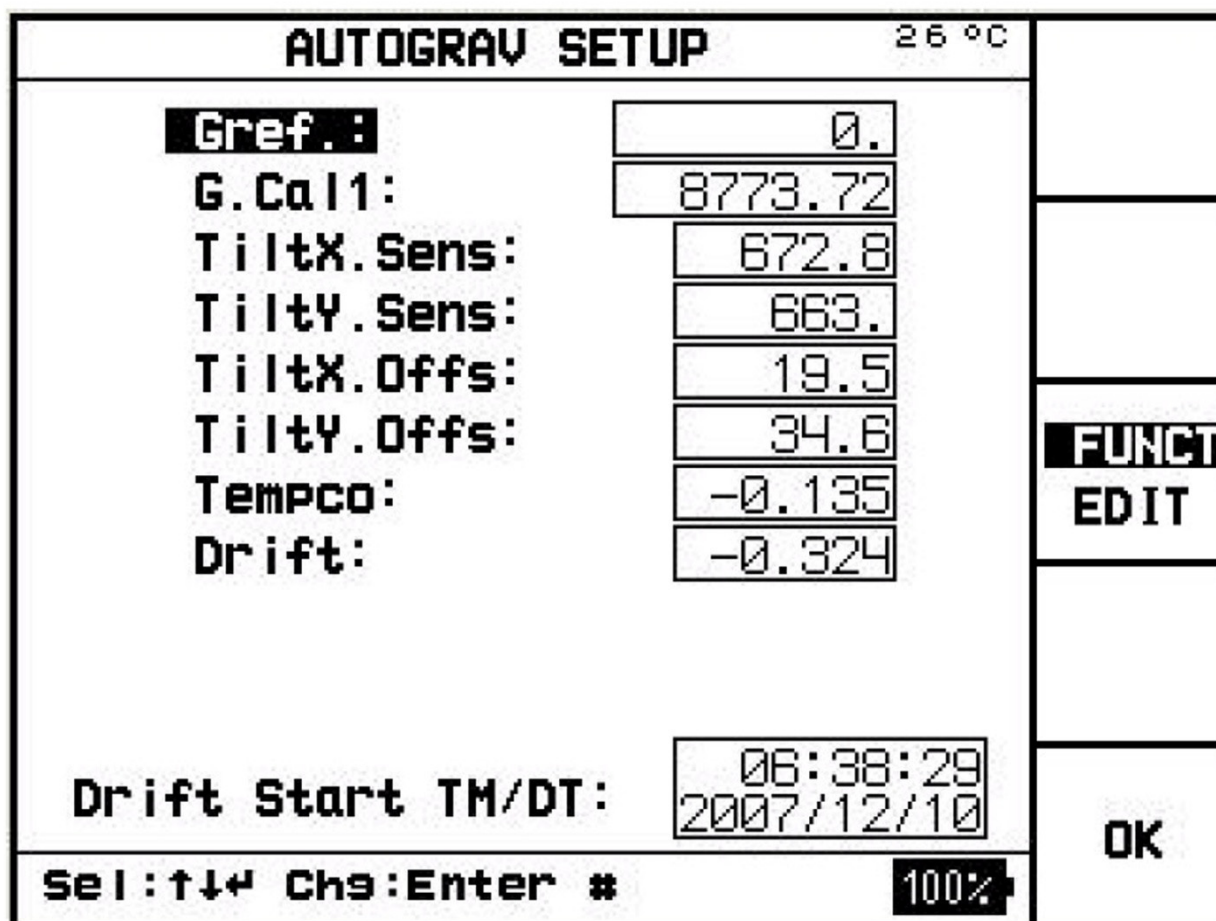 AUTOGRAV SETUP 26 °C
Gref.: 0.
G.Cal1: 8773.72
TiltX.Sens: 672.8
TiltY.Sens: 663.
TiltX.Offs: 19.5
TiltY.Offs: 34.6
Tempco: -0.135
Drift: -0.324
FUNCT
EDIT
Drift Start TM/DT: 06:38:29
2007/12/10
OK
Sel:↑↓↵ Chg:Enter # 100%